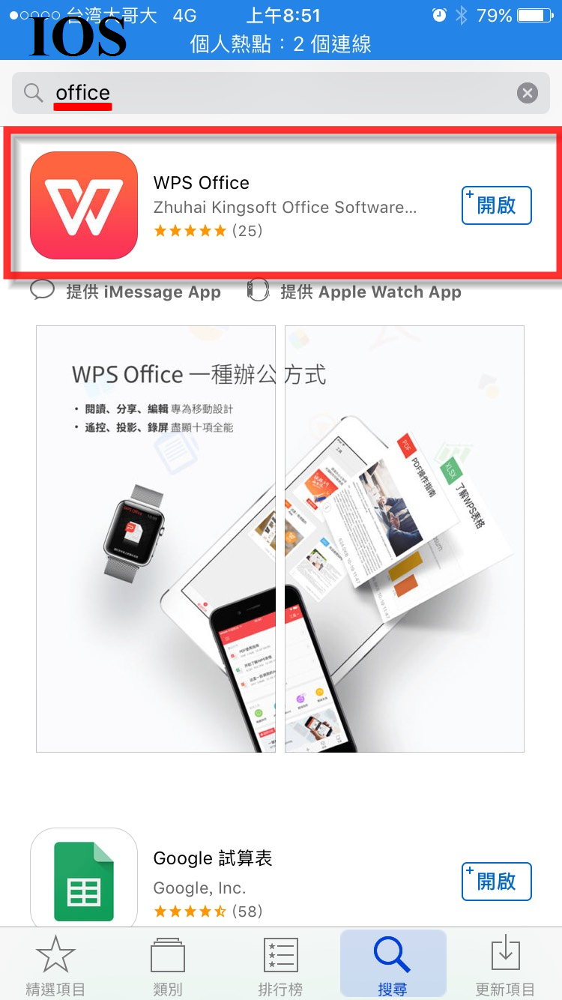 台湾大哥大 4G 上午8:51 79%
IOS
個人熱點：2 個連線
office
WPS Office
Zhuhai Kingsoft Office Software...
(25)
+
開啟
提供 iMessage App 提供 Apple Watch App
WPS Office 一種辦公方式
• 閱讀、分享、編輯 專為移動設計
• 遙控、投影、錄屏 盡顯十項全能
WPS Office
PDF
PDF操作指南
XLSX
了解WPS表格
工具
Google 試算表
Google, Inc.
(58)
+
開啟
精選項目 類別 排行榜 搜尋 更新項目